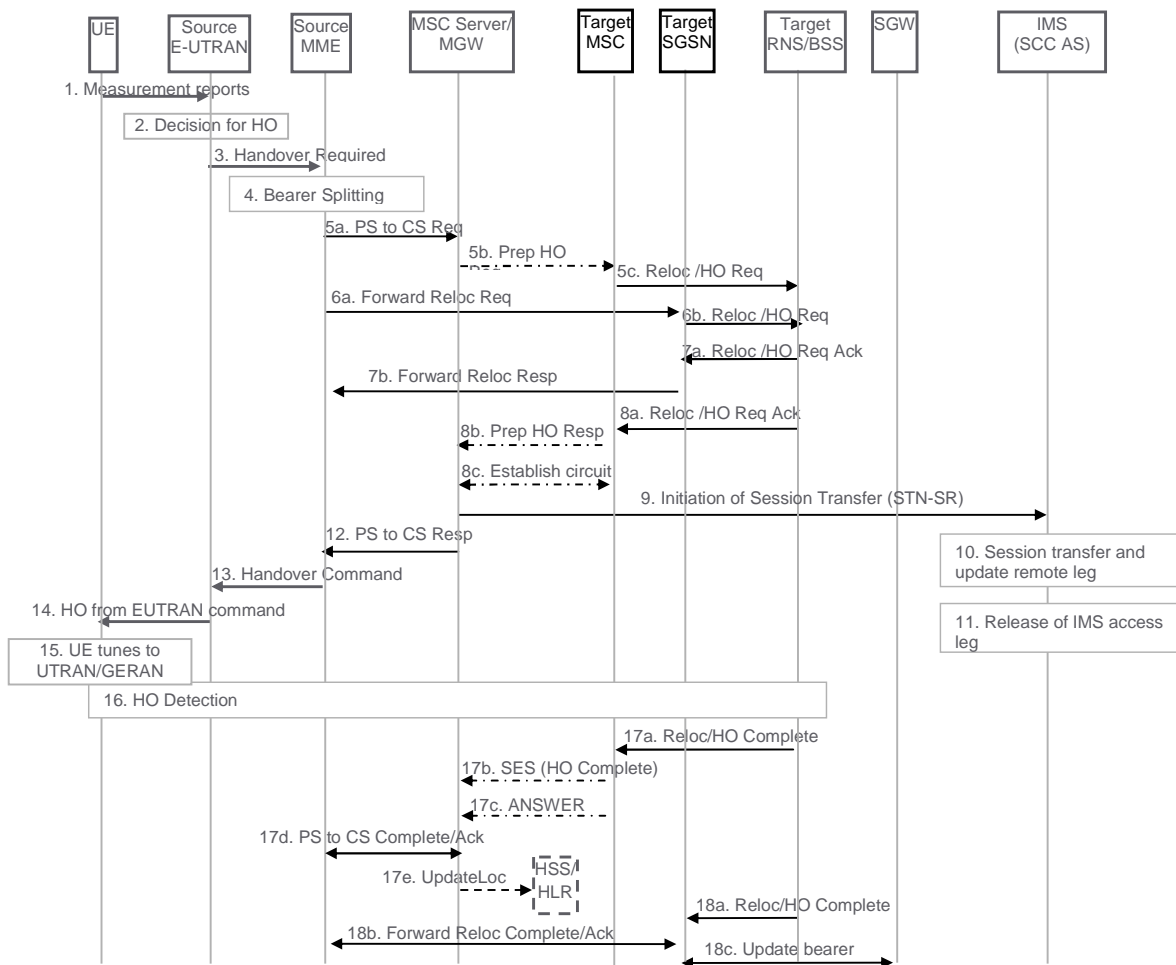 UE
Source
E-UTRAN
Source
MME
MSC Server/
MGW
Target
MSC
Target
SGSN
Target
RNS/BSS
SGW
IMS
(SCC AS)
1. Measurement reports
2. Decision for HO
3. Handover Required
4. Bearer Splitting
5a. PS to CS Req
5b. Prep HO
5c. Reloc /HO Req
6a. Forward Reloc Req
6b. Reloc /HO Req
7a. Reloc /HO Req Ack
7b. Forward Reloc Resp
8a. Reloc /HO Req Ack
8b. Prep HO Resp
8c. Establish circuit
9. Initiation of Session Transfer (STN-SR)
12. PS to CS Resp
10. Session transfer and
update remote leg
13. Handover Command
14. HO from EUTRAN command
11. Release of IMS access
leg
15. UE tunes to
UTRAN/GERAN
16. HO Detection
17a. Reloc/HO Complete
17b. SES (HO Complete)
17c. ANSWER
17d. PS to CS Complete/Ack
17e. UpdateLoc
HSS/
HLR
18a. Reloc/HO Complete
18b. Forward Reloc Complete/Ack
18c. Update bearer